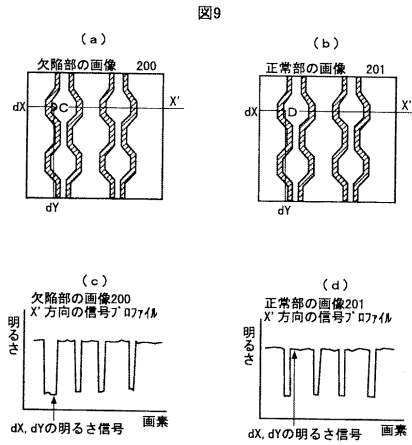 図9
(a)
(b)
欠陥部の画像 200
正常部の画像 201
dX
C
X'
dY
dX
D
X'
dY
(c)
(d)
欠陥部の画像200
X'方向の信号プロファイル
明るさ
画素
dX, dYの明るさ信号
正常部の画像201
X'方向の信号プロファイル
明るさ
画素
dX, dYの明るさ信号